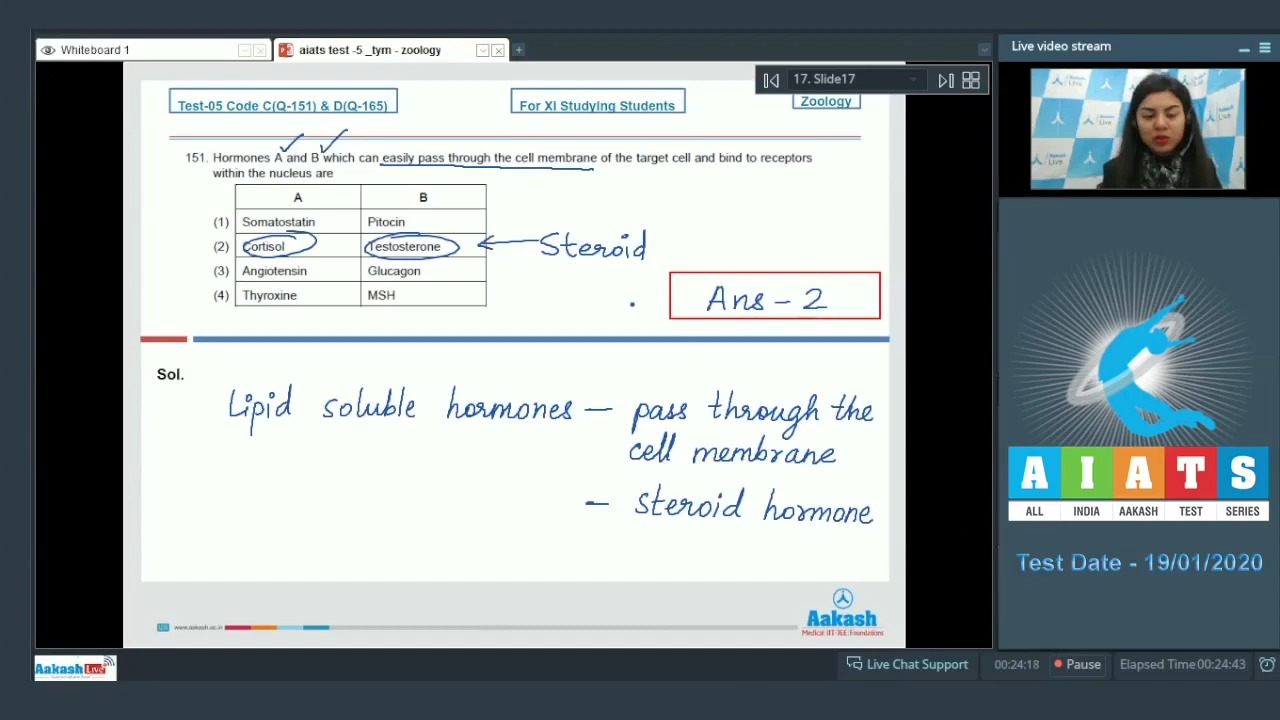 Whiteboard 1
aiats test -5 _tym - zoology
Live video stream
17. Slide17
Test-05 Code C(Q-151) & D(Q-165)
For XI Studying Students
Zoology
151. Hormones A and B which can easily pass through the cell membrane of the target cell and bind to receptors
within the nucleus are
A B
(1) Somatostatin Pitocin
(2) Cortisol Testosterone
Steroid
(3) Angiotensin Glucagon
(4) Thyroxine MSH
Ans - 2
Sol.
Lipid soluble hormones — pass through the
cell membrane
- steroid hormone
A I A T S
ALL INDIA AAKASH TEST SERIES
Test Date - 19/01/2020
www.aakash.ac.in
Aakash
Medical|IIT-JEE|Foundations
Aakash Live
Live Chat Support
00:24:18
Pause
Elapsed Time 00:24:43